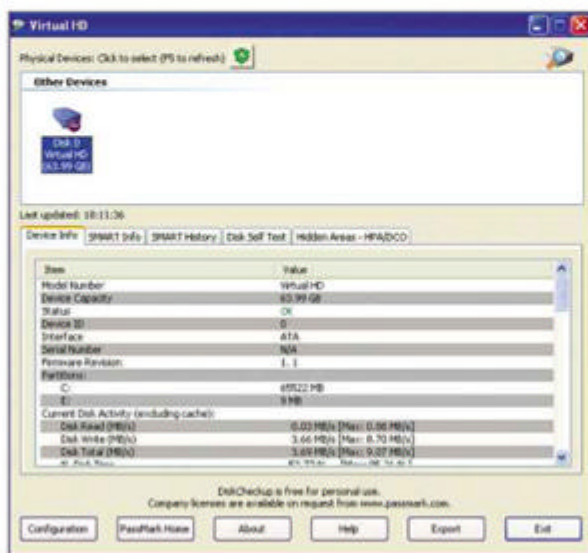 Virtual HD
Physical Devices: Click to select (F5 to refresh)
Other Devices
Disk 0
Virtual HD
(63.99 GB)
Last updated: 18:11:36
Device Info SMART Info SMART History Disk Self Test Hidden Areas - HPA/DCO
Item Value
Model Number Virtual HD
Device Capacity 63.99 GB
Status OK
Device ID 0
Interface ATA
Serial Number N/A
Firmware Revision 1.1
Partitions:
C: 65522 MB
E: 9 MB
Current Disk Activity (excluding cache):
Disk Read (MB/s) 0.03 MB/s [Max: 0.88 MB/s]
Disk Write (MB/s) 3.66 MB/s [Max: 8.70 MB/s]
Disk Total (MB/s) 3.69 MB/s [Max: 9.07 MB/s]
DiskCheckup is free for personal use.
Company licenses are available on request from www.passmark.com.
Configuration PassMark Home About Help Export Exit